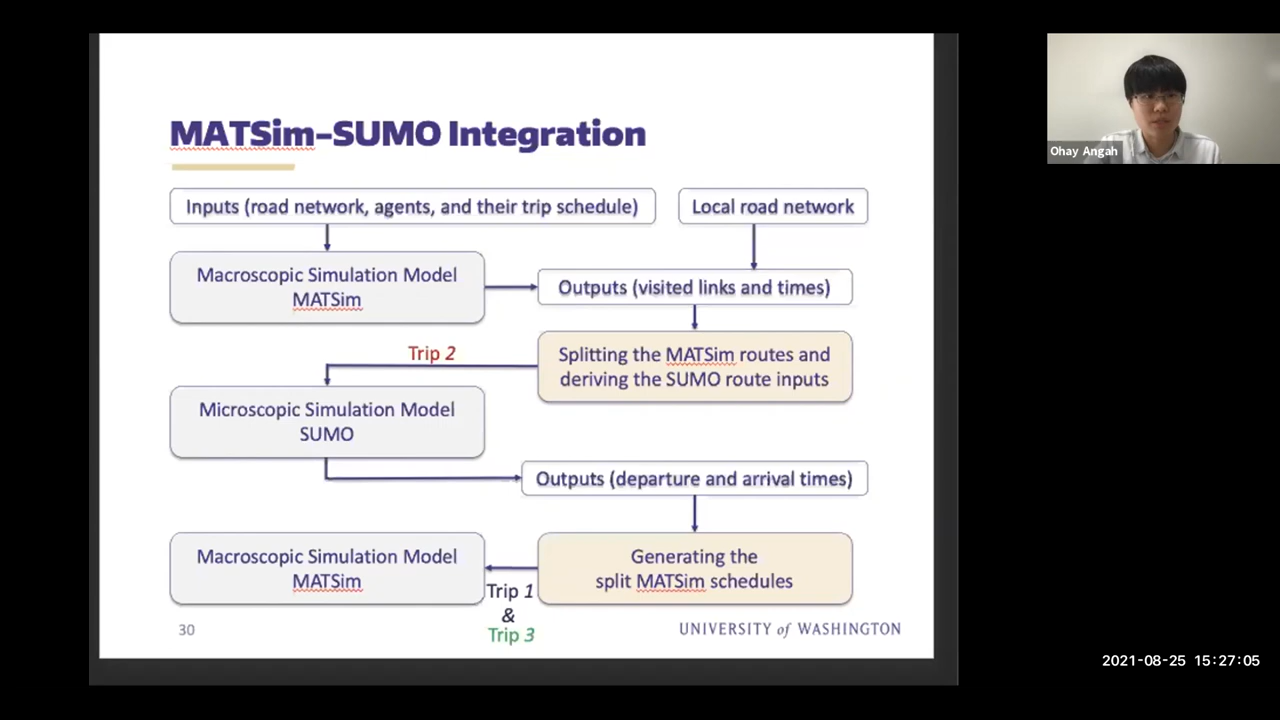 MATSim–SUMO Integration
Inputs (road network, agents, and their trip schedule)
Local road network
Macroscopic Simulation Model
MATSim
Outputs (visited links and times)
Splitting the MATSim routes and
deriving the SUMO route inputs
Trip 2
Microscopic Simulation Model
SUMO
Outputs (departure and arrival times)
Generating the
split MATSim schedules
Macroscopic Simulation Model
MATSim
Trip 1
&
Trip 3
30
UNIVERSITY of WASHINGTON
Ohay Angah
2021-08-25 15:27:05